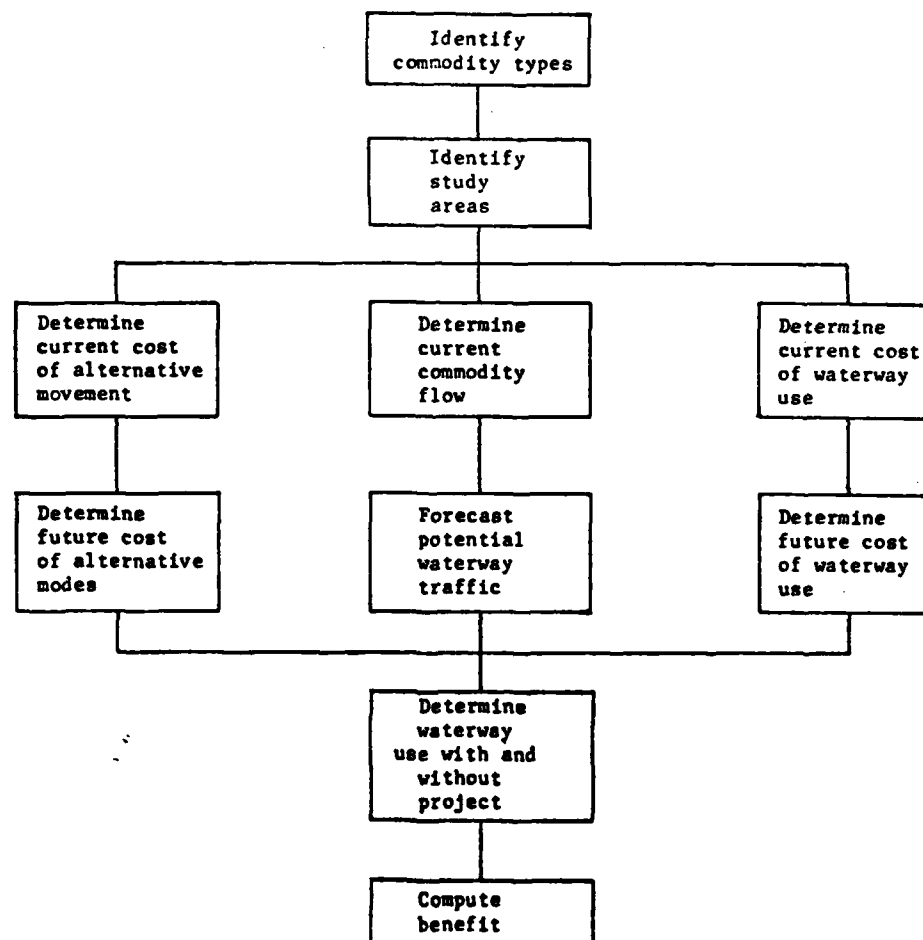 Identify
commodity types
Identify
study
areas
Determine
current cost
of alternative
movement
Determine
current
commodity
flow
Determine
current cost
of waterway
use
Determine
future cost
of alternative
modes
Forecast
potential
waterway
traffic
Determine
future cost
of waterway
use
Determine
waterway
use with and
without
project
Compute
benefit